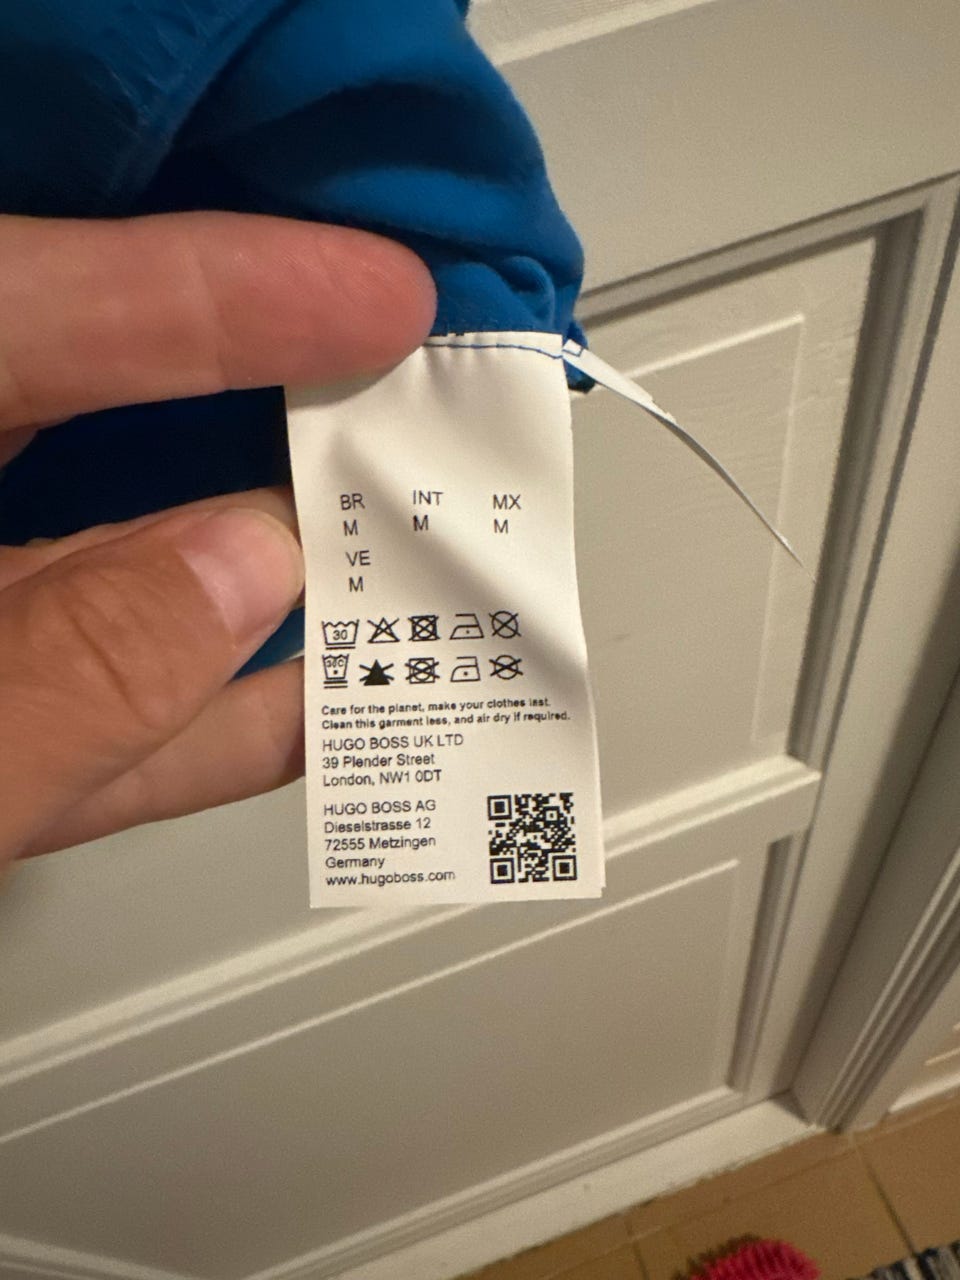 BR INT MX
M M M
VE
M
30
30C
Care for the planet, make your clothes last.
Clean this garment less, and air dry if required.
HUGO BOSS UK LTD
39 Plender Street
London, NW1 0DT
HUGO BOSS AG
Dieselstrasse 12
72555 Metzingen
Germany
www.hugoboss.com